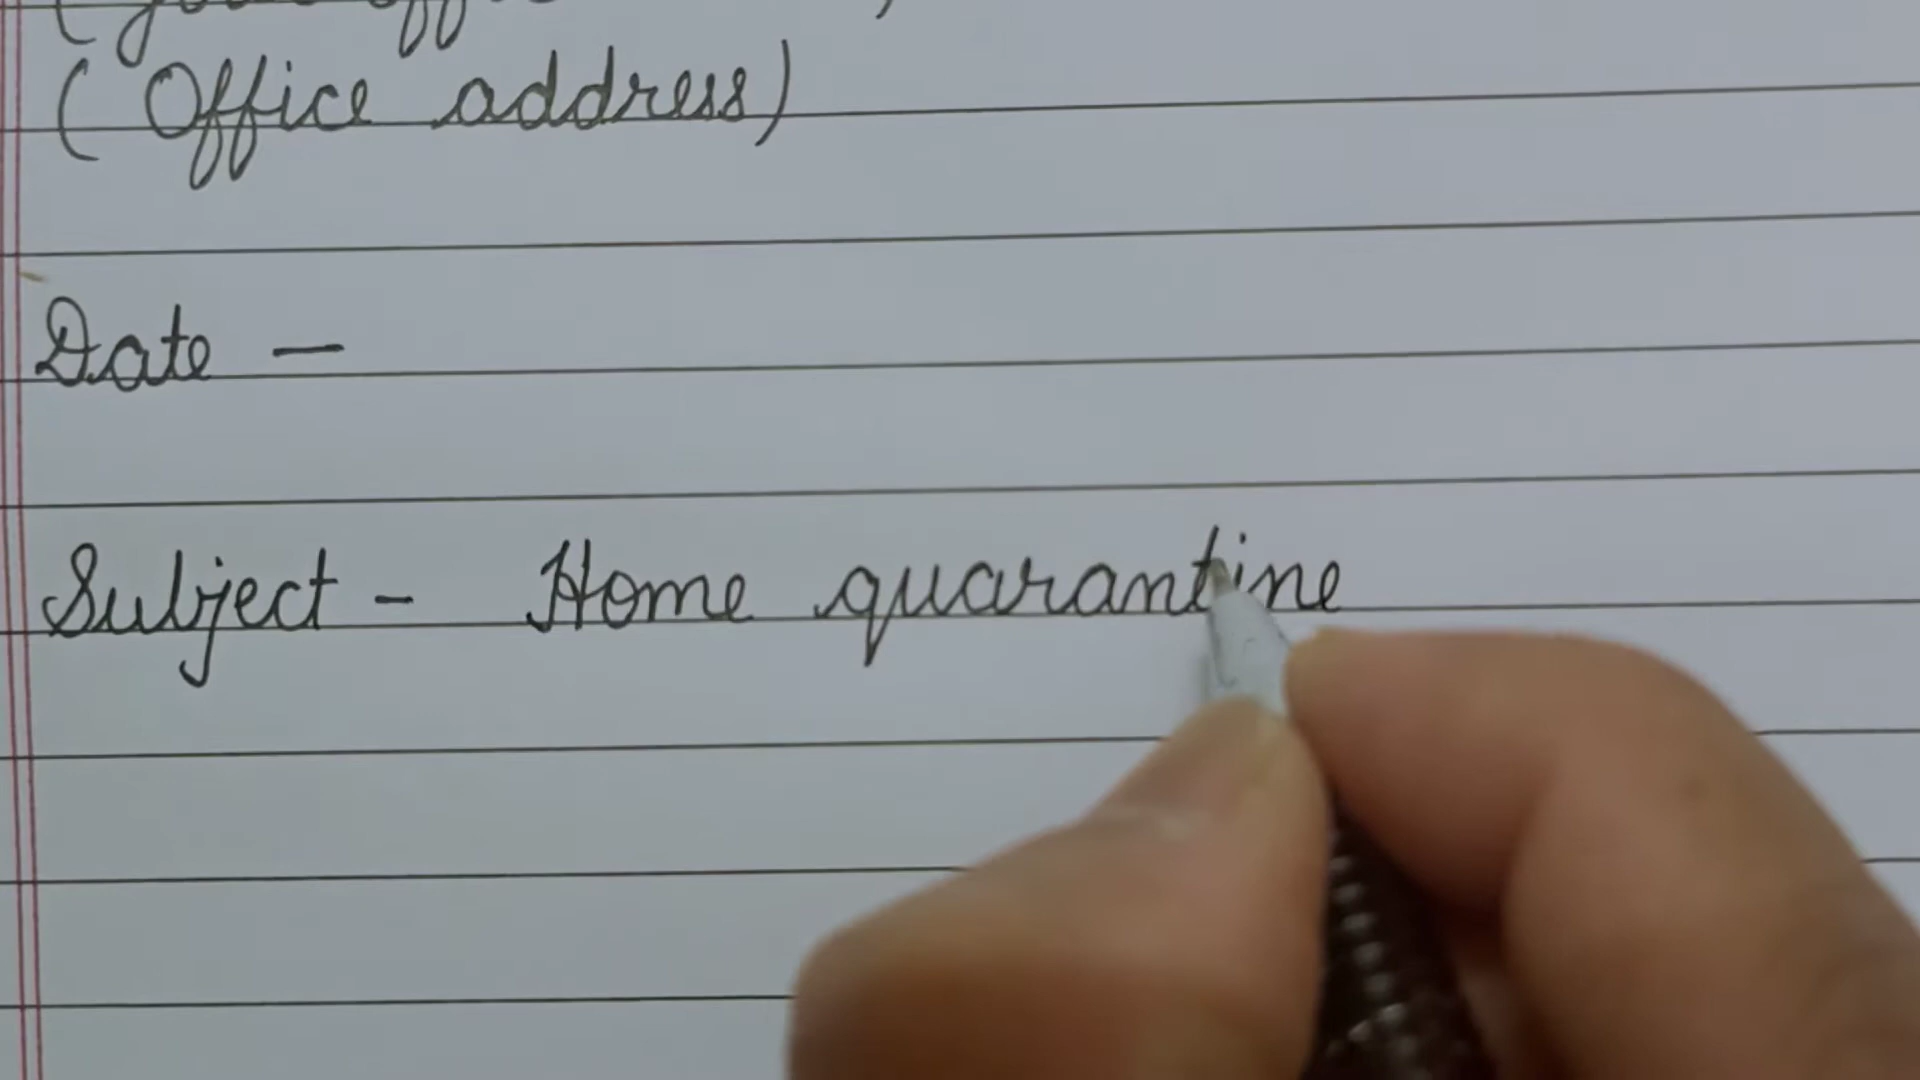 (Office address)
Date -
Subject - Home quarantine